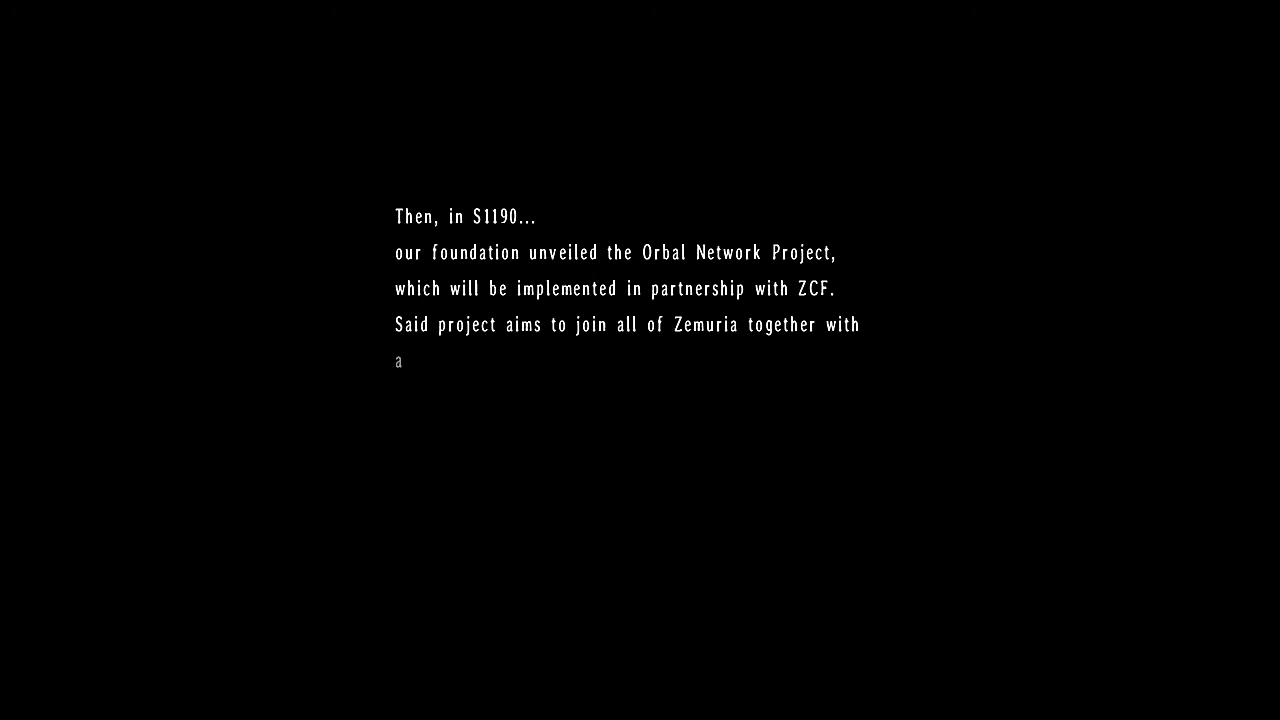 Then, in S1190...
our foundation unveiled the Orbal Network Project,
which will be implemented in partnership with ZCF.
Said project aims to join all of Zemuria together with
a